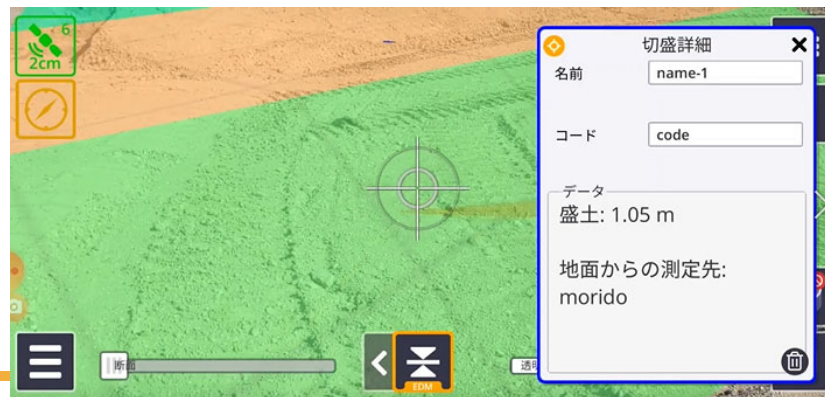 6
2cm
切盛詳細
名前
name-1
コード
code
データ
盛土: 1.05 m
地面からの測定先:
morido
断面
透明
EDM